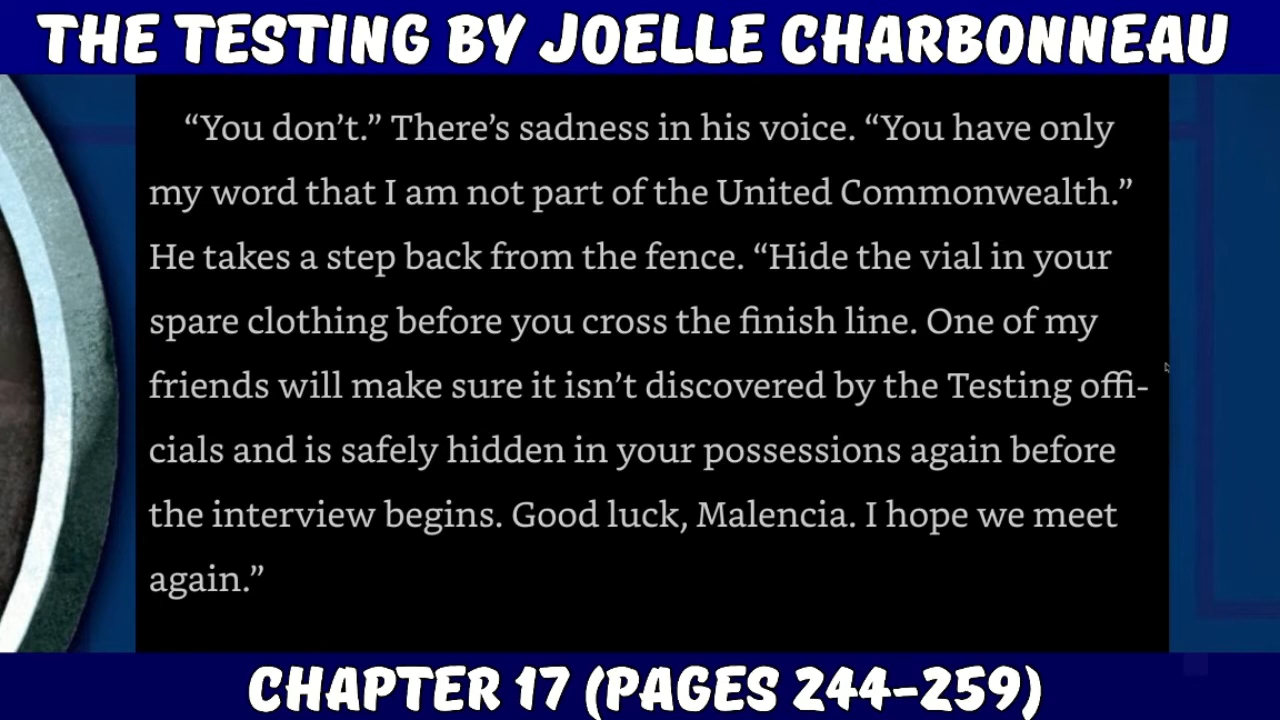 THE TESTING BY JOELLE CHARBONNEAU
“You don’t.” There’s sadness in his voice. “You have only
my word that I am not part of the United Commonwealth.”
He takes a step back from the fence. “Hide the vial in your
spare clothing before you cross the finish line. One of my
friends will make sure it isn’t discovered by the Testing offi-
cials and is safely hidden in your possessions again before
the interview begins. Good luck, Malencia. I hope we meet
again.”
CHAPTER 17 (PAGES 244-259)